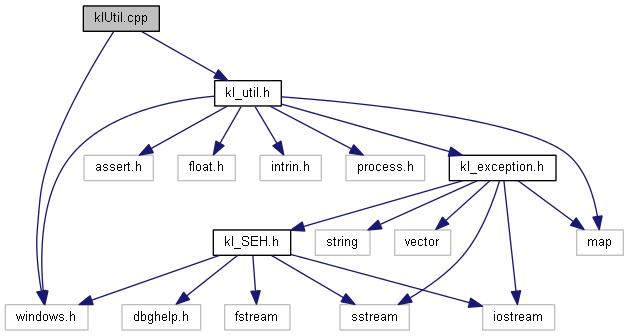 klUtil.cpp
kl_util.h
assert.h
float.h
intrin.h
process.h
kl_exception.h
kl_SEH.h
string
vector
map
windows.h
dbghelp.h
fstream
sstream
iostream